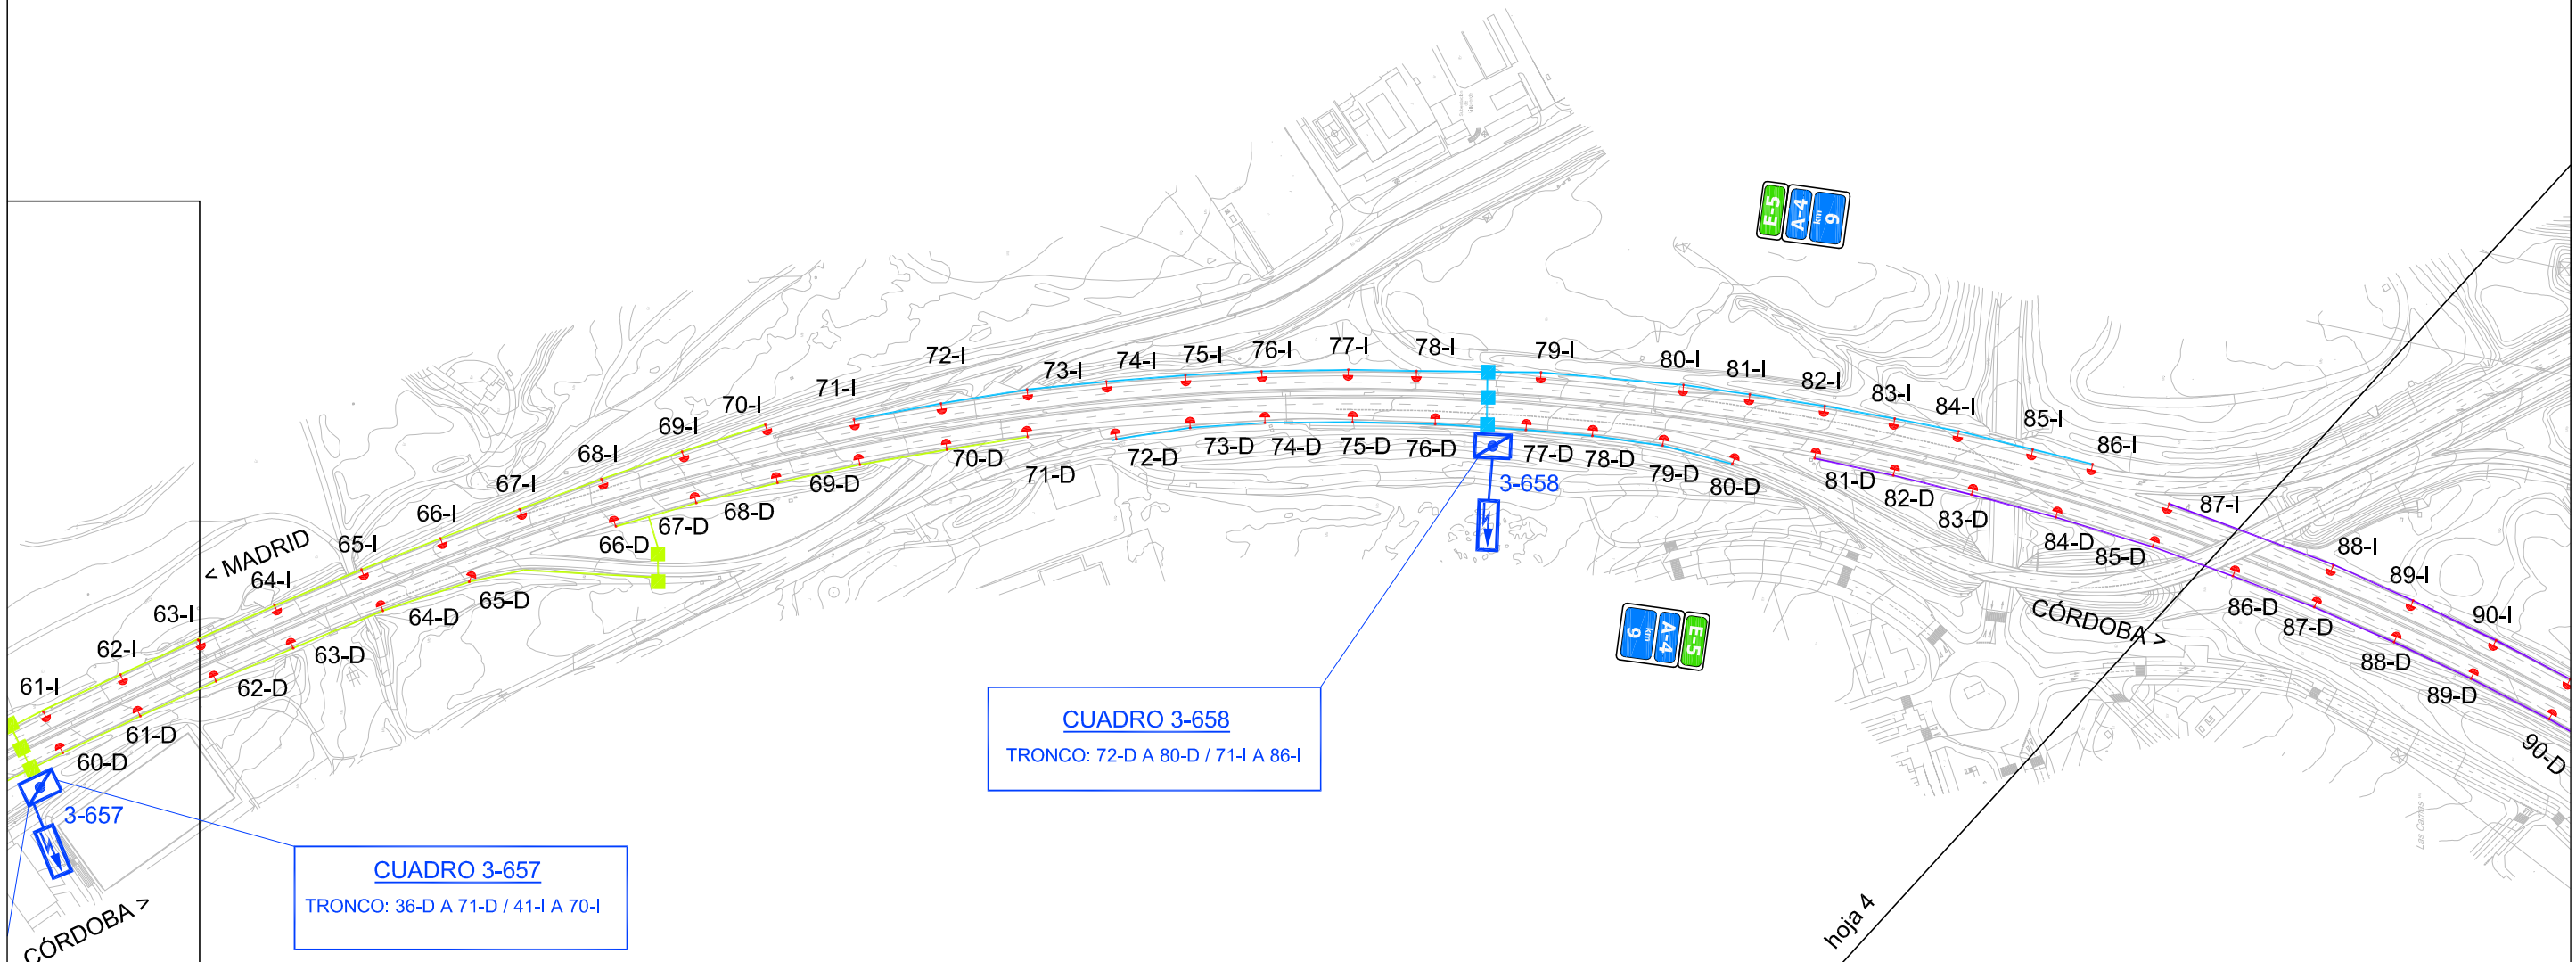 E-5
A-4
km
9
72-I
73-I
74-I
75-I
76-I
77-I
78-I
79-I
80-I
81-I
82-I
83-I
84-I
85-I
86-I
71-I
70-I
69-I
68-I
67-I
66-I
65-I
64-I
63-I
62-I
61-I
87-I
88-I
89-I
90-I
< MADRID
60-D
61-D
62-D
63-D
64-D
65-D
66-D
67-D
68-D
69-D
70-D
71-D
72-D
73-D
74-D
75-D
76-D
77-D
78-D
79-D
80-D
81-D
82-D
83-D
84-D
85-D
86-D
87-D
88-D
89-D
90-D
3-658
CÓRDOBA >
E-5
A-4
km
9
CUADRO 3-658
TRONCO: 72-D A 80-D / 71-I A 86-I
3-657
CUADRO 3-657
TRONCO: 36-D A 71-D / 41-I A 70-I
CÓRDOBA >
hoja 4